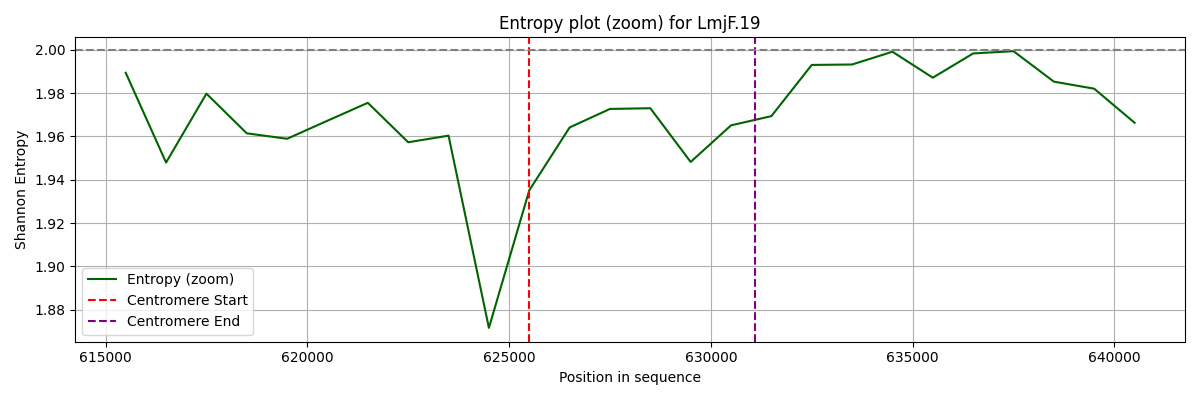 Entropy plot (zoom) for LmjF.19
Shannon Entropy
2.00
1.98
1.96
1.94
1.92
1.90
1.88
Entropy (zoom)
Centromere Start
Centromere End
615000 620000 625000 630000 635000 640000
Position in sequence